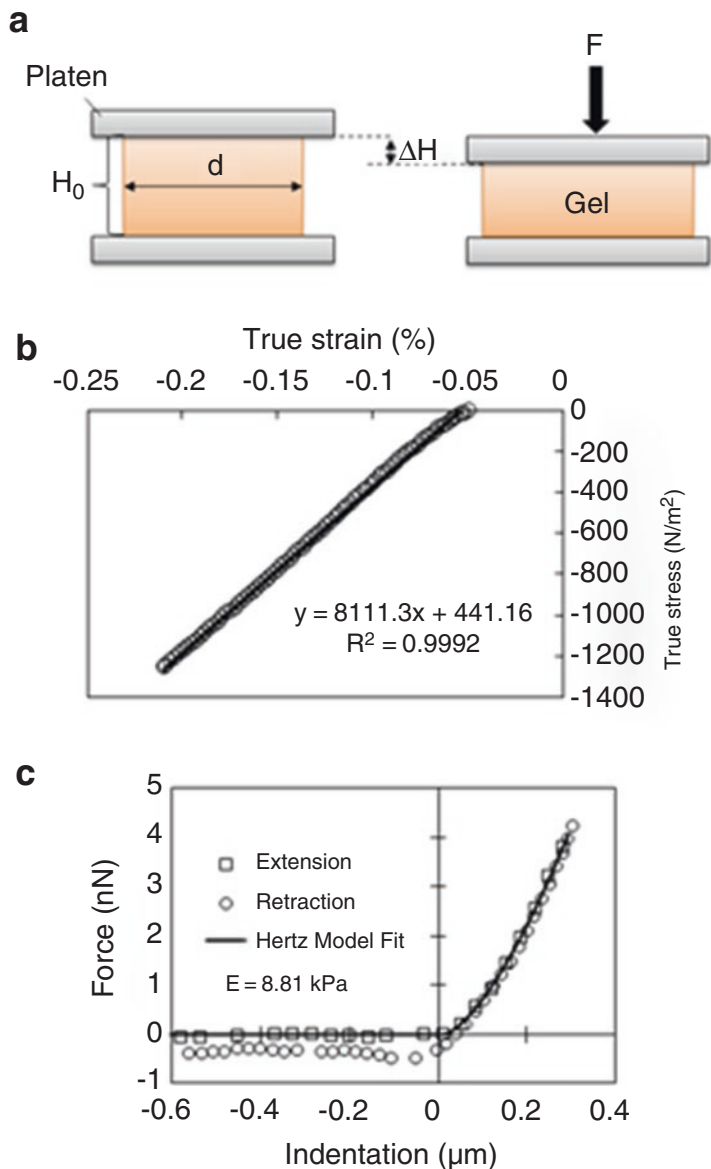 a
F
Platen
ΔH
d
H₀
Gel
b
True strain (%)
-0.25 -0.2 -0.15 -0.1 -0.05 0
0
-200
-400
-600
-800
-1000
-1200
-1400
True stress (N/m²)
y = 8111.3x + 441.16
R² = 0.9992
c
5
4
3
2
1
0
-1
Force (nN)
Extension
Retraction
Hertz Model Fit
E = 8.81 kPa
-0.6 -0.4 -0.2 0 0.2 0.4
Indentation (μm)